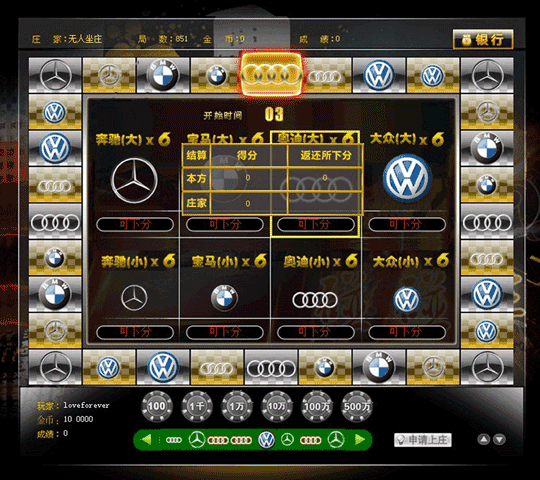 庄 家:无人坐庄 局 数:851 金 币:0 成 绩:0 银行
开始时间 03
奔驰(大) x 6 宝马(大) x 6 奥迪(大) x 6 大众(大) x 6
结算 得分 返还所下分
本方 0 0
庄家 0
可下分 可下分 可下分 可下分
奔驰(小) x 6 宝马(小) x 6 奥迪(小) x 6 大众(小) x 6
可下分 可下分 可下分 可下分
玩家: loveforever
金币: 10 0000
成绩: 0
100 1千 1万 10万 100万 500万
申请上庄